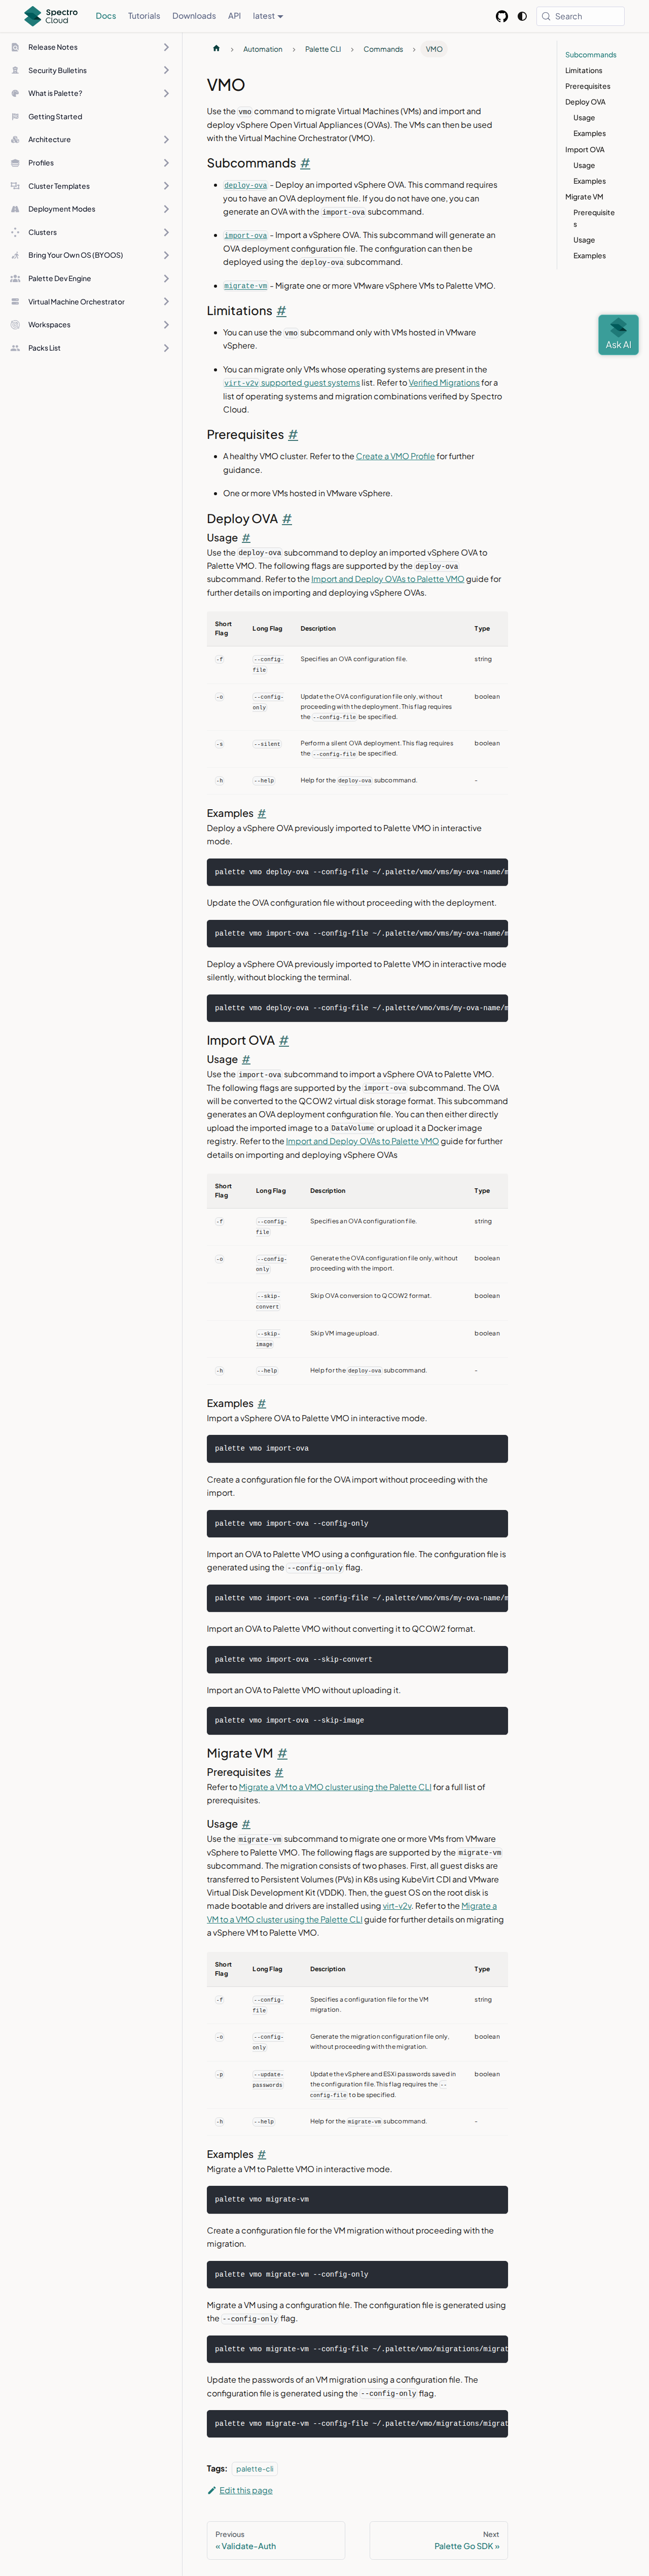 Spectro Cloud
Docs
Tutorials
Downloads
API
latest
Search
Release Notes
Security Bulletins
What is Palette?
Getting Started
Architecture
Profiles
Cluster Templates
Deployment Modes
Clusters
Bring Your Own OS (BYOOS)
Palette Dev Engine
Virtual Machine Orchestrator
Workspaces
Packs List
Automation
Palette CLI
Commands
VMO
VMO
Use the vmo command to migrate Virtual Machines (VMs) and import and
deploy vSphere Open Virtual Appliances (OVAs). The VMs can then be used
with the Virtual Machine Orchestrator (VMO).
Subcommands #
deploy-ova - Deploy an imported vSphere OVA. This command requires
you to have an OVA deployment file. If you do not have one, you can
generate an OVA with the import-ova subcommand.
import-ova - Import a vSphere OVA. This subcommand will generate an
OVA deployment configuration file. The configuration can then be
deployed using the deploy-ova subcommand.
migrate-vm - Migrate one or more VMware vSphere VMs to Palette VMO.
Limitations #
You can use the vmo subcommand only with VMs hosted in VMware
vSphere.
You can migrate only VMs whose operating systems are present in the
virt-v2v supported guest systems list. Refer to Verified Migrations for a
list of operating systems and migration combinations verified by Spectro
Cloud.
Prerequisites #
A healthy VMO cluster. Refer to the Create a VMO Profile for further
guidance.
One or more VMs hosted in VMware vSphere.
Deploy OVA #
Usage #
Use the deploy-ova subcommand to deploy an imported vSphere OVA to
Palette VMO. The following flags are supported by the deploy-ova
subcommand. Refer to the Import and Deploy OVAs to Palette VMO guide for
further details on importing and deploying vSphere OVAs.
Short Flag Long Flag Description Type
-f --config-file Specifies an OVA configuration file. string
-o --config-only Update the OVA configuration file only, without proceeding with the deployment. This flag requires the --config-file be specified. boolean
-s --silent Perform a silent OVA deployment. This flag requires the --config-file be specified. boolean
-h --help Help for the deploy-ova subcommand. -
Examples #
Deploy a vSphere OVA previously imported to Palette VMO in interactive
mode.
palette vmo deploy-ova --config-file ~/.palette/vmo/vms/my-ova-name/m
Update the OVA configuration file without proceeding with the deployment.
palette vmo import-ova --config-file ~/.palette/vmo/vms/my-ova-name/m
Deploy a vSphere OVA previously imported to Palette VMO in interactive mode
silently, without blocking the terminal.
palette vmo deploy-ova --config-file ~/.palette/vmo/vms/my-ova-name/m
Import OVA #
Usage #
Use the import-ova subcommand to import a vSphere OVA to Palette VMO.
The following flags are supported by the import-ova subcommand. The OVA
will be converted to the QCOW2 virtual disk storage format. This subcommand
generates an OVA deployment configuration file. You can then either directly
upload the imported image to a DataVolume or upload it a Docker image
registry. Refer to the Import and Deploy OVAs to Palette VMO guide for further
details on importing and deploying vSphere OVAs
Short Flag Long Flag Description Type
-f --config-file Specifies an OVA configuration file. string
-o --config-only Generate the OVA configuration file only, without proceeding with the import. boolean
--skip-convert Skip OVA conversion to QCOW2 format. boolean
--skip-image Skip VM image upload. boolean
-h --help Help for the deploy-ova subcommand. -
Examples #
Import a vSphere OVA to Palette VMO in interactive mode.
palette vmo import-ova
Create a configuration file for the OVA import without proceeding with the
import.
palette vmo import-ova --config-only
Import an OVA to Palette VMO using a configuration file. The configuration file is
generated using the --config-only flag.
palette vmo import-ova --config-file ~/.palette/vmo/vms/my-ova-name/m
Import an OVA to Palette VMO without converting it to QCOW2 format.
palette vmo import-ova --skip-convert
Import an OVA to Palette VMO without uploading it.
palette vmo import-ova --skip-image
Migrate VM #
Prerequisites #
Refer to Migrate a VM to a VMO cluster using the Palette CLI for a full list of
prerequisites.
Usage #
Use the migrate-vm subcommand to migrate one or more VMs from VMware
vSphere to Palette VMO. The following flags are supported by the migrate-vm
subcommand. The migration consists of two phases. First, all guest disks are
transferred to Persistent Volumes (PVs) in K8s using KubeVirt CDI and VMware
Virtual Disk Development Kit (VDDK). Then, the guest OS on the root disk is
made bootable and drivers are installed using virt-v2v. Refer to the Migrate a
VM to a VMO cluster using the Palette CLI guide for further details on migrating
a vSphere VM to Palette VMO.
Short Flag Long Flag Description Type
-f --config-file Specifies a configuration file for the VM migration. string
-o --config-only Generate the migration configuration file only, without proceeding with the migration. boolean
-p --update-passwords Update the vSphere and ESXi passwords saved in the configuration file. This flag requires the --config-file to be specified. boolean
-h --help Help for the migrate-vm subcommand. -
Examples #
Migrate a VM to Palette VMO in interactive mode.
palette vmo migrate-vm
Create a configuration file for the VM migration without proceeding with the
migration.
palette vmo migrate-vm --config-only
Migrate a VM using a configuration file. The configuration file is generated using
the --config-only flag.
palette vmo migrate-vm --config-file ~/.palette/vmo/migrations/migrat
Update the passwords of an VM migration using a configuration file. The
configuration file is generated using the --config-only flag.
palette vmo migrate-vm --config-file ~/.palette/vmo/migrations/migrat
Tags: palette-cli
Edit this page
Previous
« Validate-Auth
Next
Palette Go SDK »
Subcommands
Limitations
Prerequisites
Deploy OVA
Usage
Examples
Import OVA
Usage
Examples
Migrate VM
Prerequisite
s
Usage
Examples
Ask AI